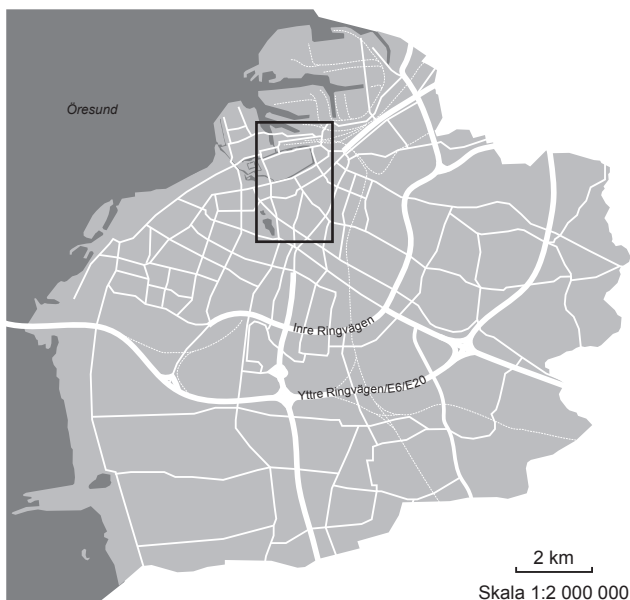 Öresund
Inre Ringvägen
Yttre Ringvägen/E6/E20
2 km
Skala 1:2 000 000